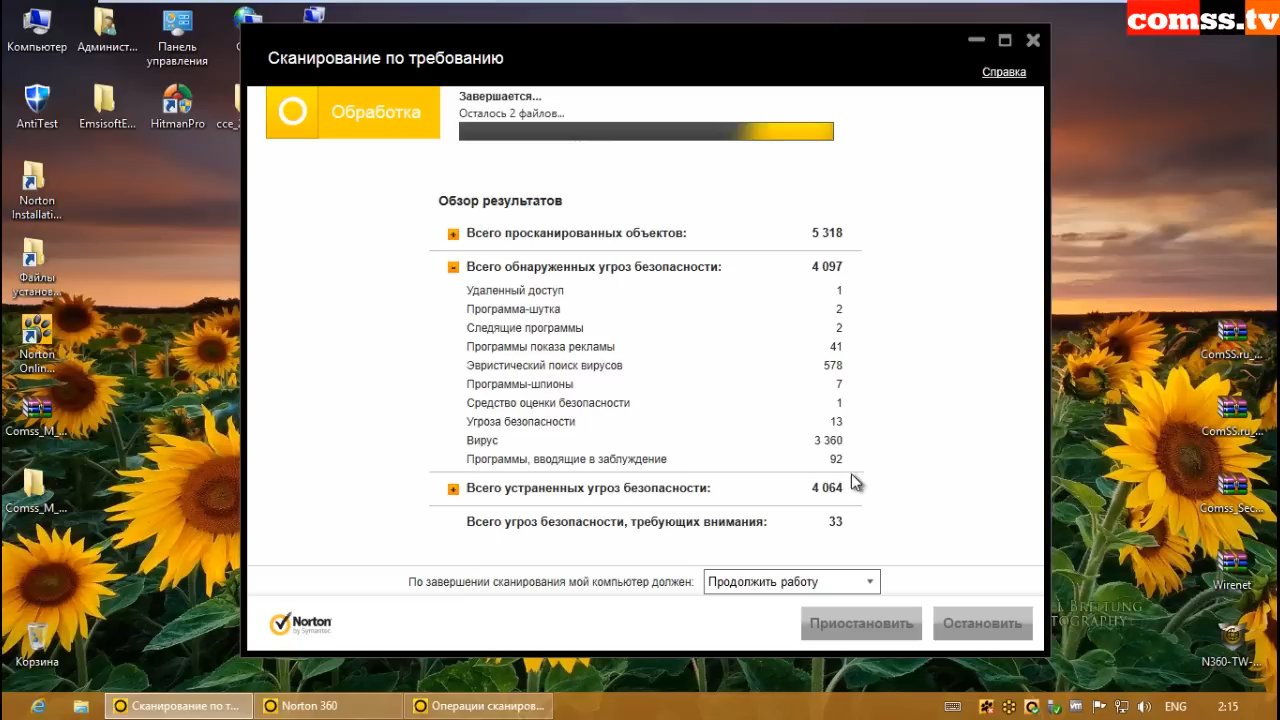 comss.tv
Компьютер
Админист...
Панель
управления
AntiTest
EmsisoftE...
HitmanPro
Norton
Installati...
Файлы
установ...
Norton
Onlin...
Comss_M_...
Comss_M_...
Корзина
Сканирование по требованию
Справка
Обработка
Завершается...
Осталось 2 файлов...
Обзор результатов
Всего просканированных объектов: 5 318
Всего обнаруженных угроз безопасности: 4 097
Удаленный доступ 1
Программа-шутка 2
Следящие программы 2
Программы показа рекламы 41
Эвристический поиск вирусов 578
Программы-шпионы 7
Средство оценки безопасности 1
Угроза безопасности 13
Вирус 3 360
Программы, вводящие в заблуждение 92
Всего устраненных угроз безопасности: 4 064
Всего угроз безопасности, требующих внимания: 33
По завершении сканирования мой компьютер должен: Продолжить работу
Norton
by Symantec
Приостановить
Остановить
ComSS.ru_...
ComSS.ru_...
Comss_Sec...
Wirenet
BREITUNG
N360-TW-...
Сканирование по т...
Norton 360
Операции сканиров...
ENG
2:15